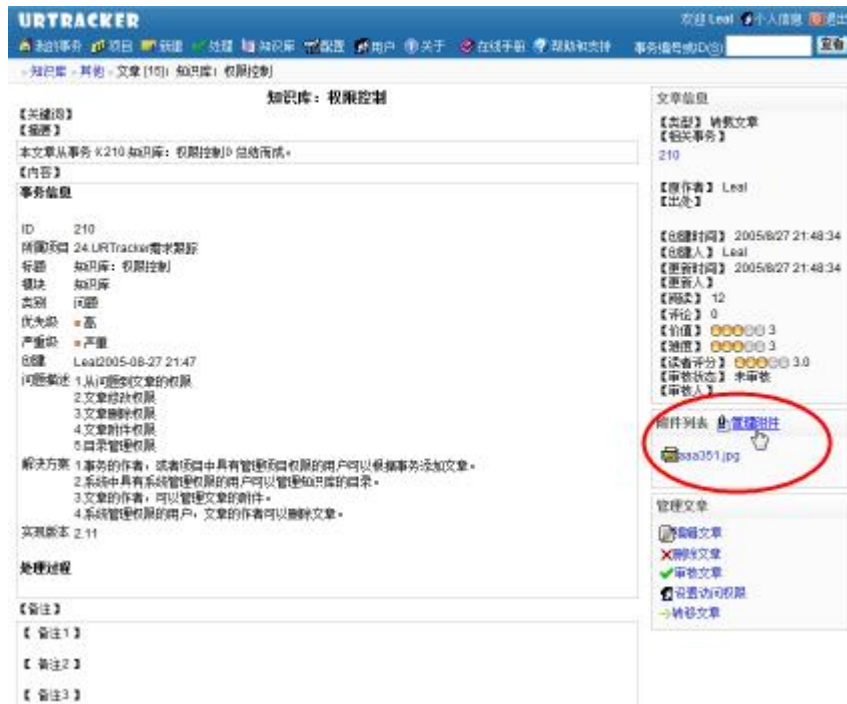 URTRACKER
欢迎 Leal 个人信息 退出
我的事务 项目 新建 处理 知识库 配置 用户 关于 在线手册 帮助和支持 事务编号或ID(S) 查看
知识库 其他 文章 [15]: 知识库: 权限控制
知识库: 权限控制
【关键词】
【摘要】
本文章从事务《210.知识库: 权限控制》总结而成。
【内容】
事务信息
ID 210
所属项目 24.URTracker需求跟踪
标题 知识库: 权限控制
模块 知识库
类别 问题
优先级 高
严重级 严重
创建 Leal2005-08-27 21:47
问题描述 1.从问题到文章的权限
2.文章修改权限
3.文章删除权限
4.文章附件权限
5.目录管理权限
解决方案 1.事务的作者, 或者项目中具有管理项目权限的用户可以根据事务添加文章。
2.系统中具有系统管理权限的用户可以管理知识库的目录。
3.文章的作者, 可以管理文章的附件。
4.系统管理权限的用户, 文章的作者可以删除文章。
实现版本 2.11
处理过程
【备注】
【 备注1 】
【 备注2 】
【 备注3 】
文章信息
【类型】 转载文章
【相关事务】
210
【原作者】 Leal
【出处】
【创建时间】 2005/8/27 21:48:34
【创建人】 Leal
【更新时间】 2005/8/27 21:48:34
【更新人】
【阅读】 12
【评论】 0
【价值】 3
【难度】 3
【读者评分】 3.0
【审核状态】 未审核
【审核人】
附件列表 管理附件
saa351.jpg
管理文章
编辑文章
删除文章
审核文章
设置访问权限
转移文章